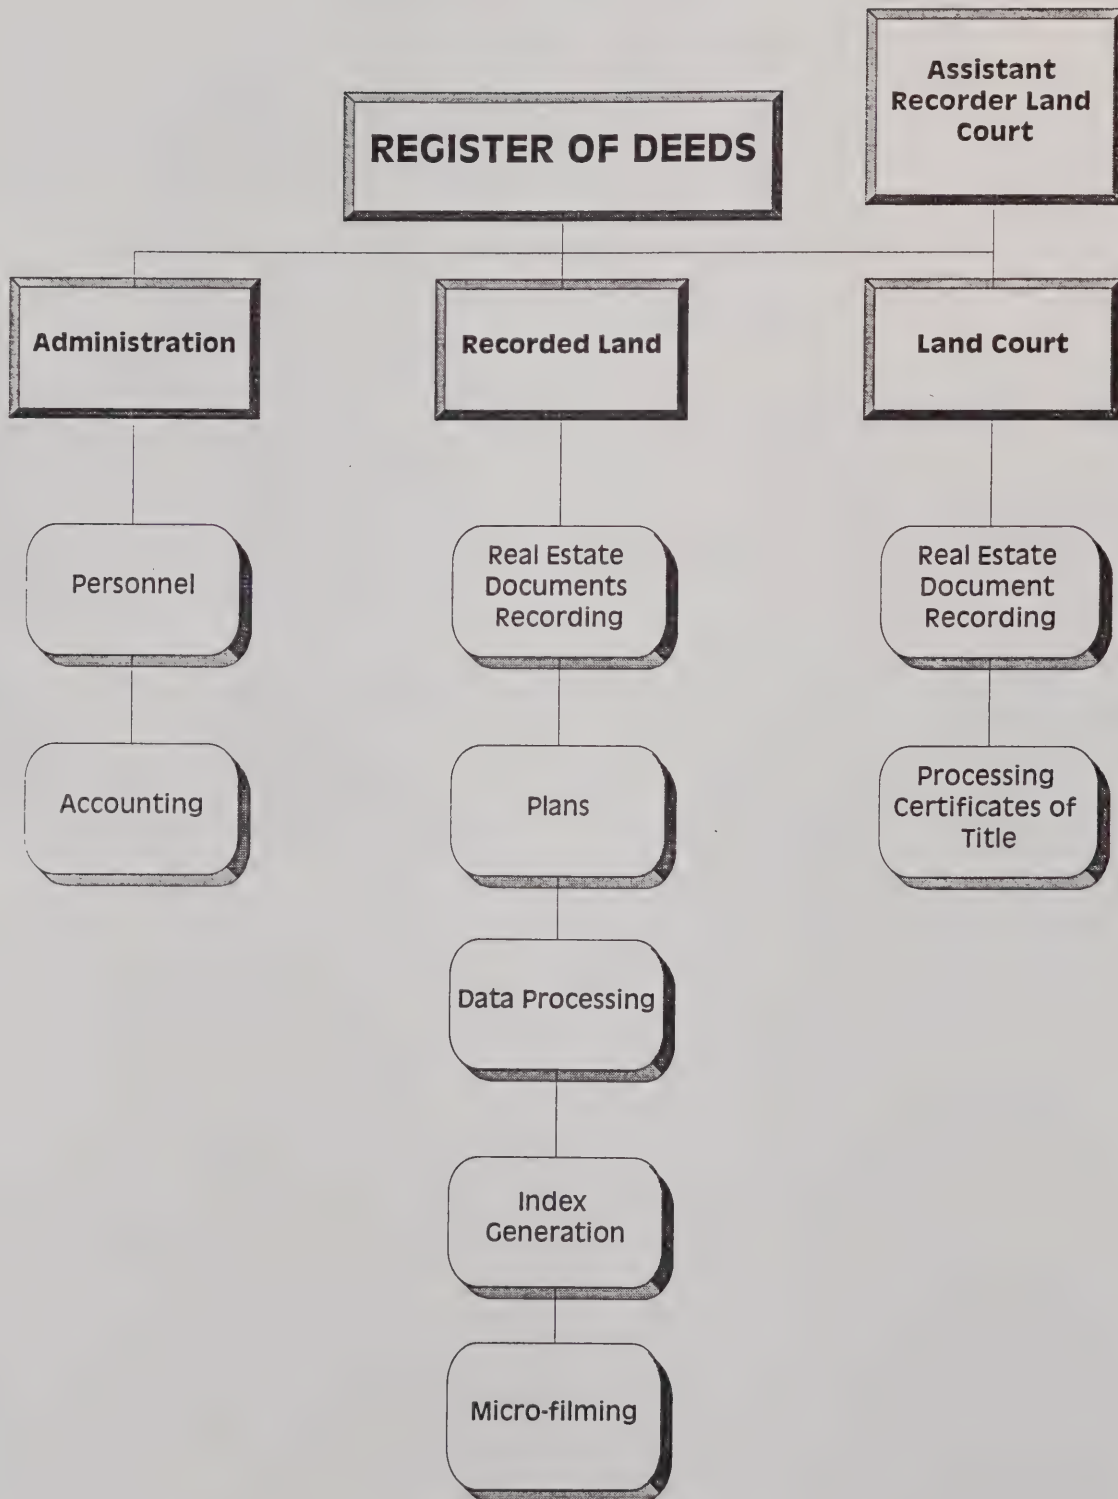 Assistant
Recorder Land
Court
REGISTER OF DEEDS
Administration
Recorded Land
Land Court
Personnel
Real Estate
Documents
Recording
Real Estate
Document
Recording
Accounting
Plans
Processing
Certificates of
Title
Data Processing
Index
Generation
Micro-filming